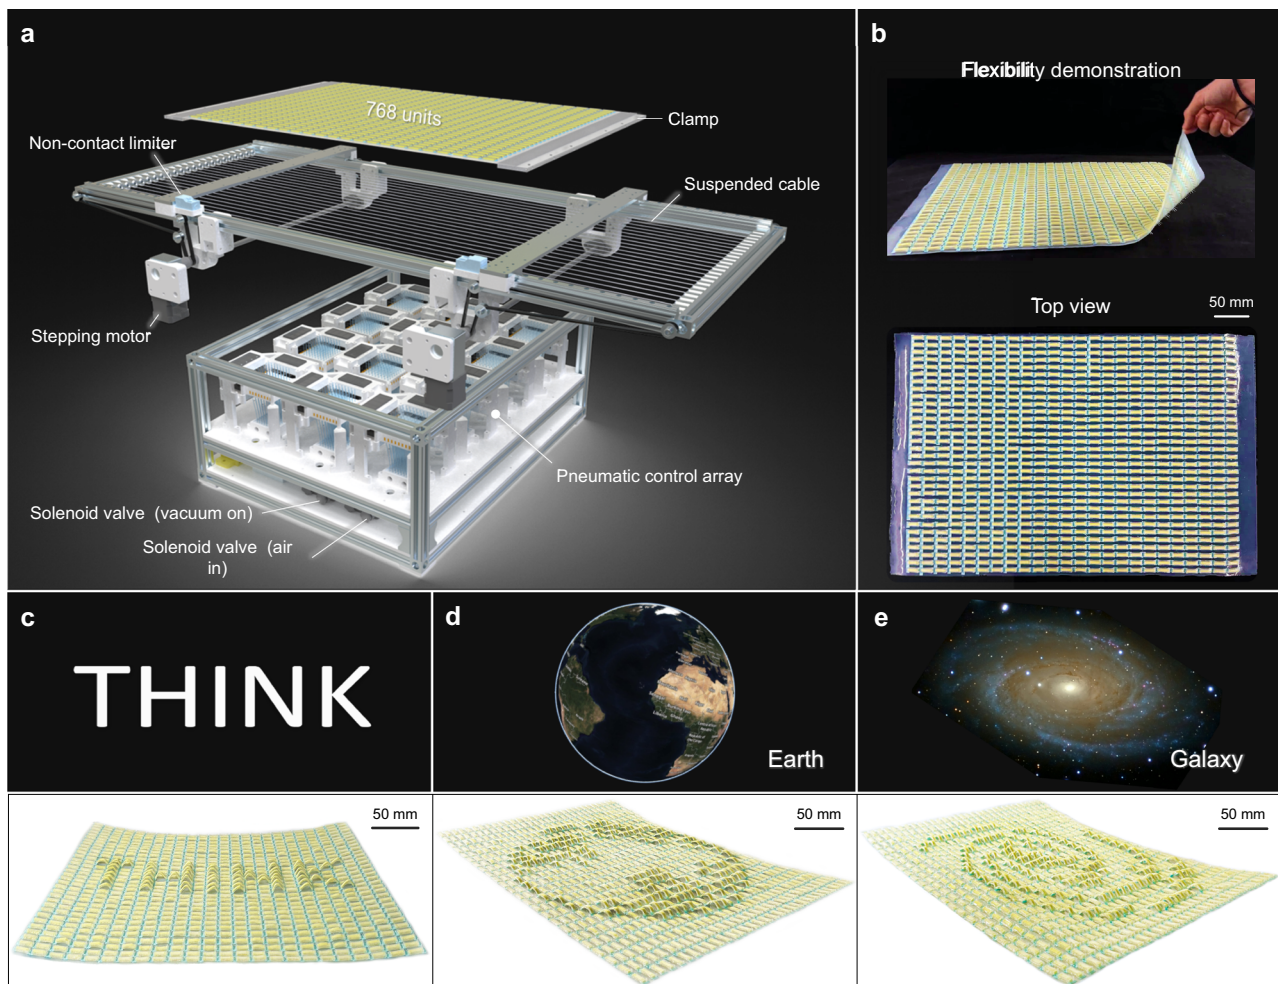 a
768 units
Clamp
Non-contact limiter
Suspended cable
Stepping motor
Pneumatic control array
Solenoid valve (vacuum on)
Solenoid valve (air
in)
b
Flexibility demonstration
Top view
50 mm
c
THINK
50 mm
d
Earth
50 mm
e
Galaxy
50 mm